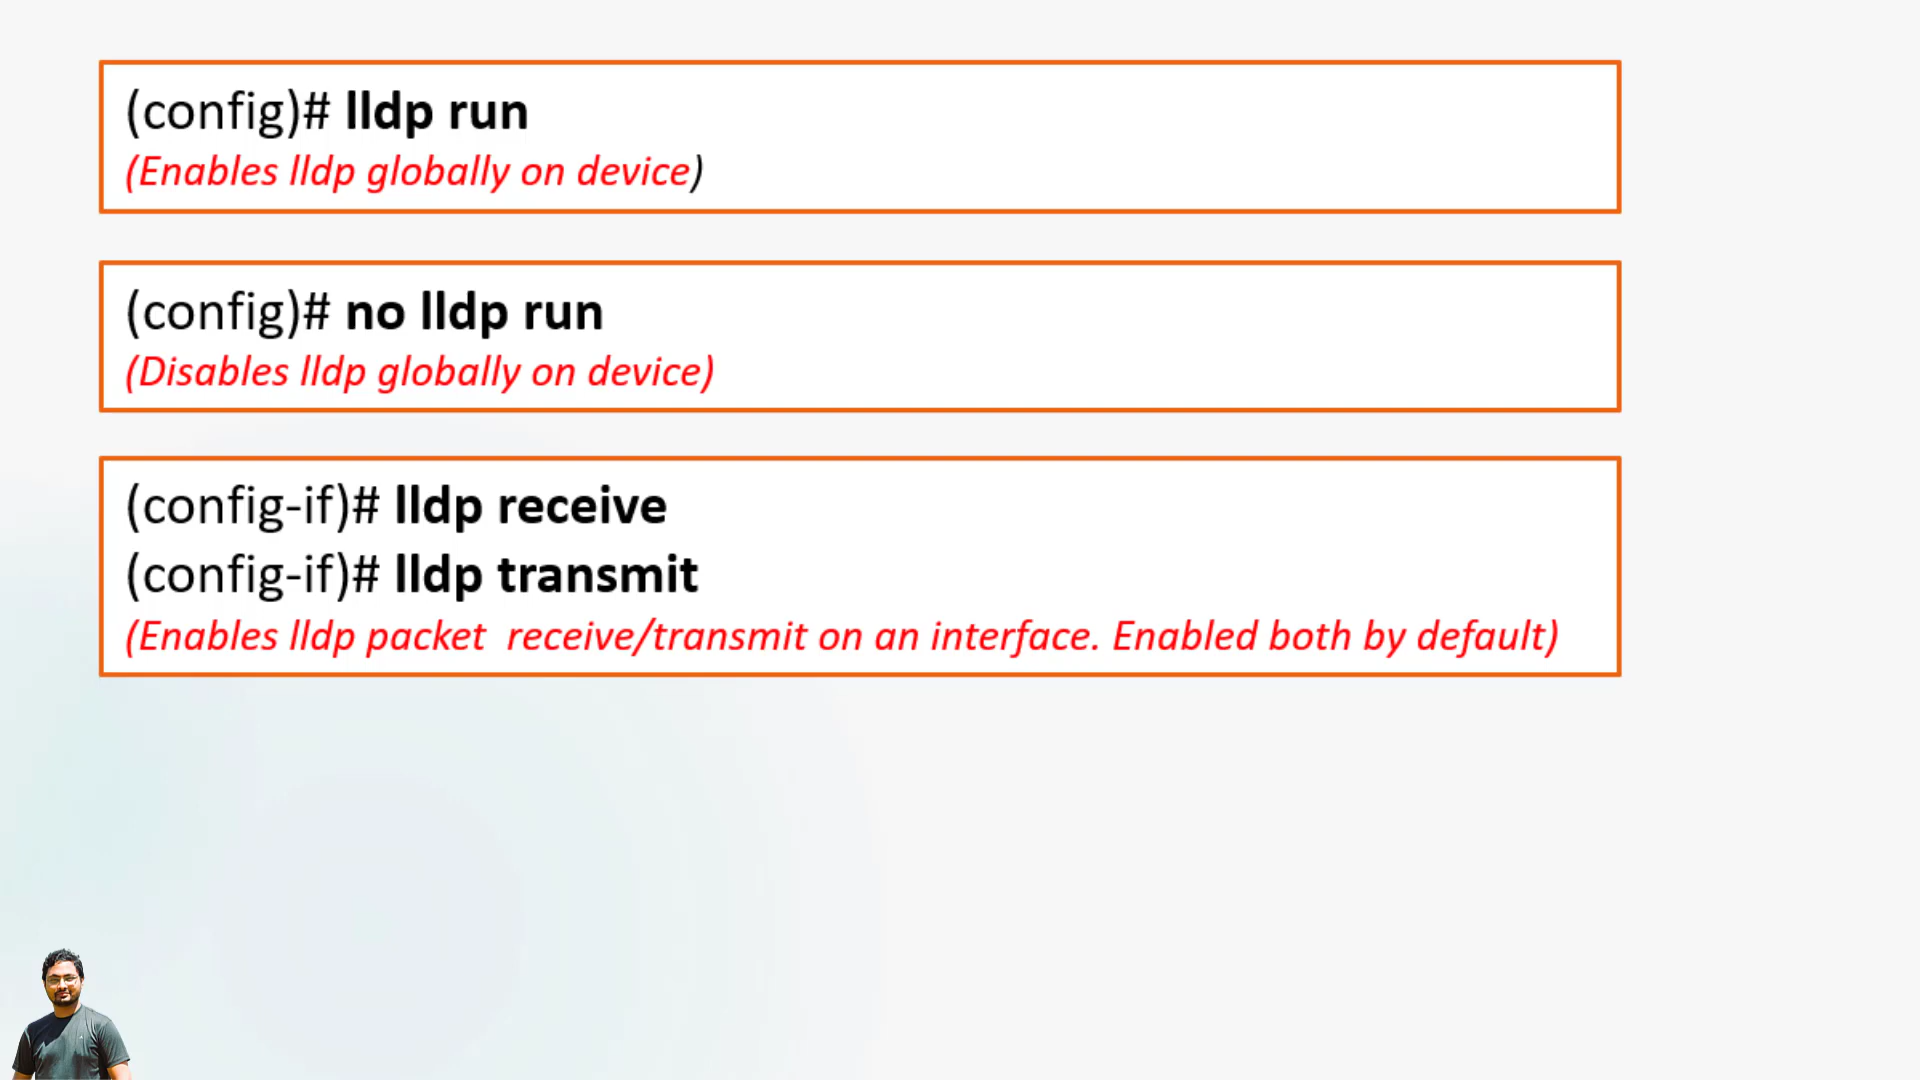 (config)# lldp run
(Enables lldp globally on device)
(config)# no lldp run
(Disables lldp globally on device)
(config-if)# lldp receive
(config-if)# lldp transmit
(Enables lldp packet  receive/transmit on an interface. Enabled both by default)